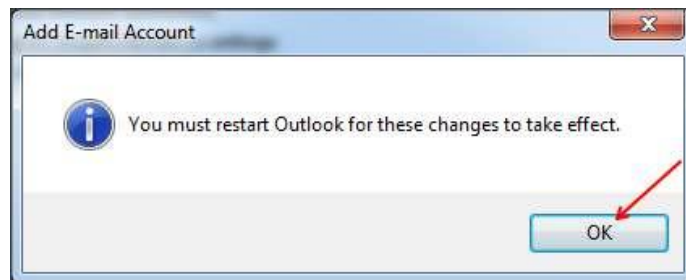 Add E-mail Account
You must restart Outlook for these changes to take effect.
OK